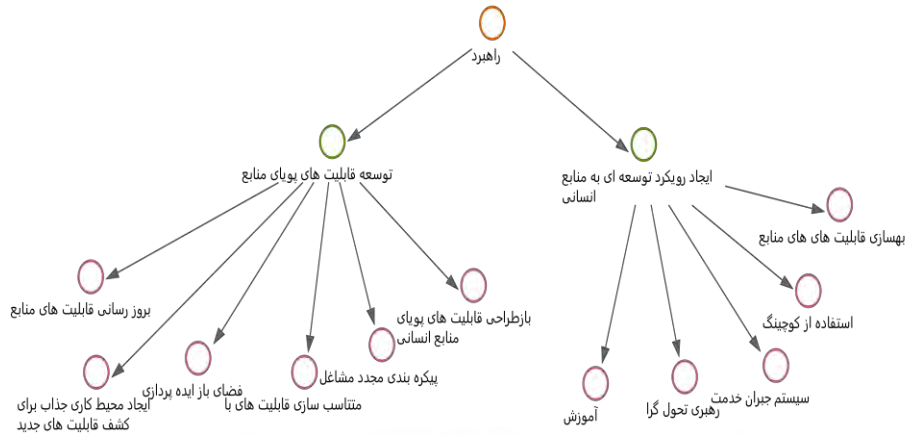 راهبرد
توسعه قابلیت های پویای منابع
ایجاد رویکرد توسعه ای به منابع
انسانی
بهسازی قابلیت های های منابع
بروز رسانی قابلیت های منابع
بازطراحی قابلیت های پویای
منابع انسانی
استفاده از کوچینگ
پیکره بندی مجدد مشاغل
فضای باز ایده پردازی
متتاسب سازی قابلیت های با
ایجاد محیط کاری جذاب برای
کشف قابلیت های جدید
سیستم جبران خدمت
رهبری تحول گرا
آموزش